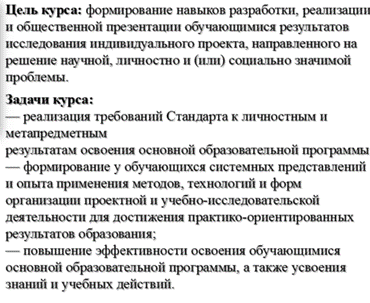 Цель курса: формирование навыков разработки, реализации
и общественной презентации обучающимися результатов
исследования индивидуального проекта, направленного на
решение научной, личностно и (или) социально значимой
проблемы.
Задачи курса:
— реализация требований Стандарта к личностным и
метапредметным
результатам освоения основной образовательной программы
— формирование у обучающихся системных представлений
и опыта применения методов, технологий и форм
организации проектной и учебно-исследовательской
деятельности для достижения практико-ориентированных
результатов образования;
— повышение эффективности освоения обучающимися
основной образовательной программы, а также усвоения
знаний и учебных действий.